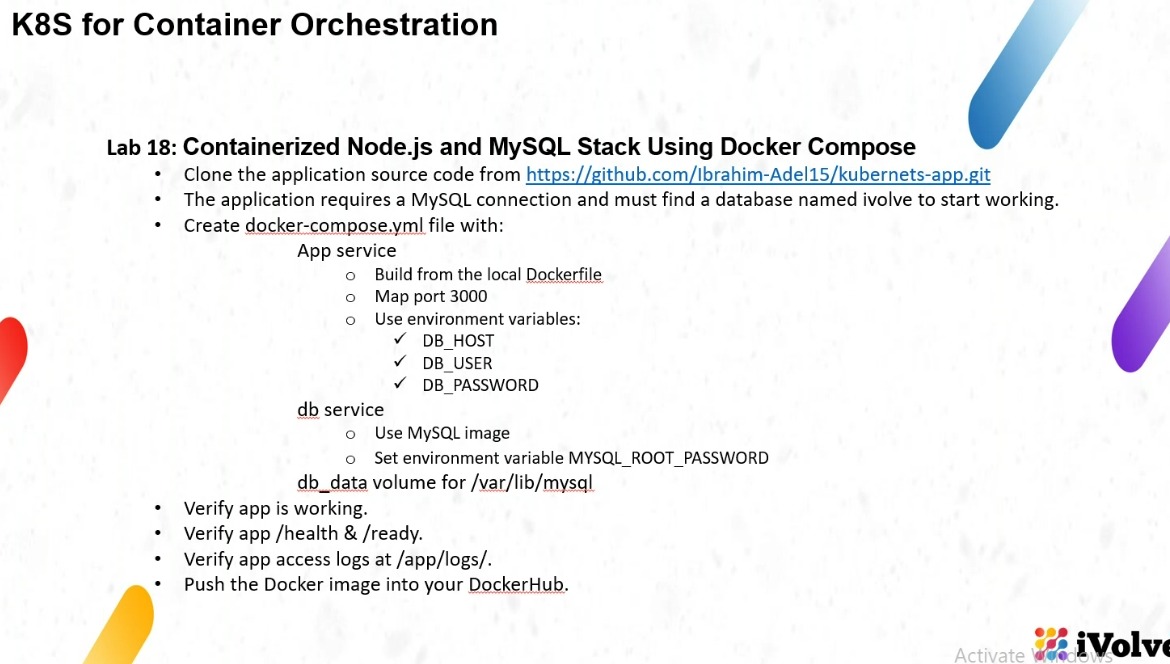 K8S for Container Orchestration
Lab 18: Containerized Node.js and MySQL Stack Using Docker Compose
• Clone the application source code from https://github.com/Ibrahim-Adel15/kubernets-app.git
• The application requires a MySQL connection and must find a database named ivolve to start working.
• Create docker-compose.yml file with:
App service
o Build from the local Dockerfile
o Map port 3000
o Use environment variables:
✓ DB_HOST
✓ DB_USER
✓ DB_PASSWORD
db service
o Use MySQL image
o Set environment variable MYSQL_ROOT_PASSWORD
db_data volume for /var/lib/mysql
• Verify app is working.
• Verify app /health & /ready.
• Verify app access logs at /app/logs/.
• Push the Docker image into your DockerHub.
iVolve
Activate Windows